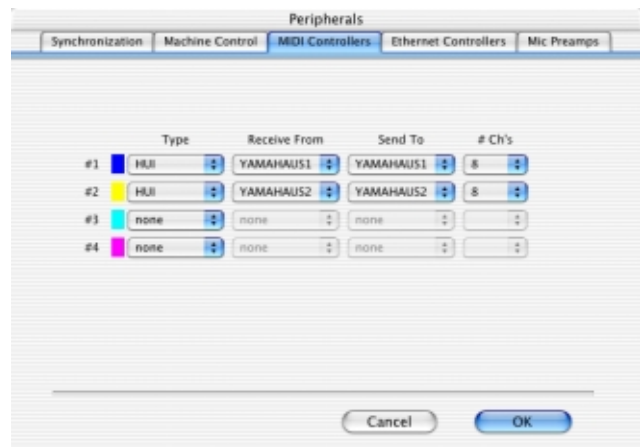 Peripherals
Synchronization Machine Control MIDI Controllers Ethernet Controllers Mic Preamps
Type Receive From Send To # Ch's
#1 HUI YAMAHAUS1 YAMAHAUS1 8
#2 HUI YAMAHAUS2 YAMAHAUS2 8
#3 none none none
#4 none none none
Cancel OK